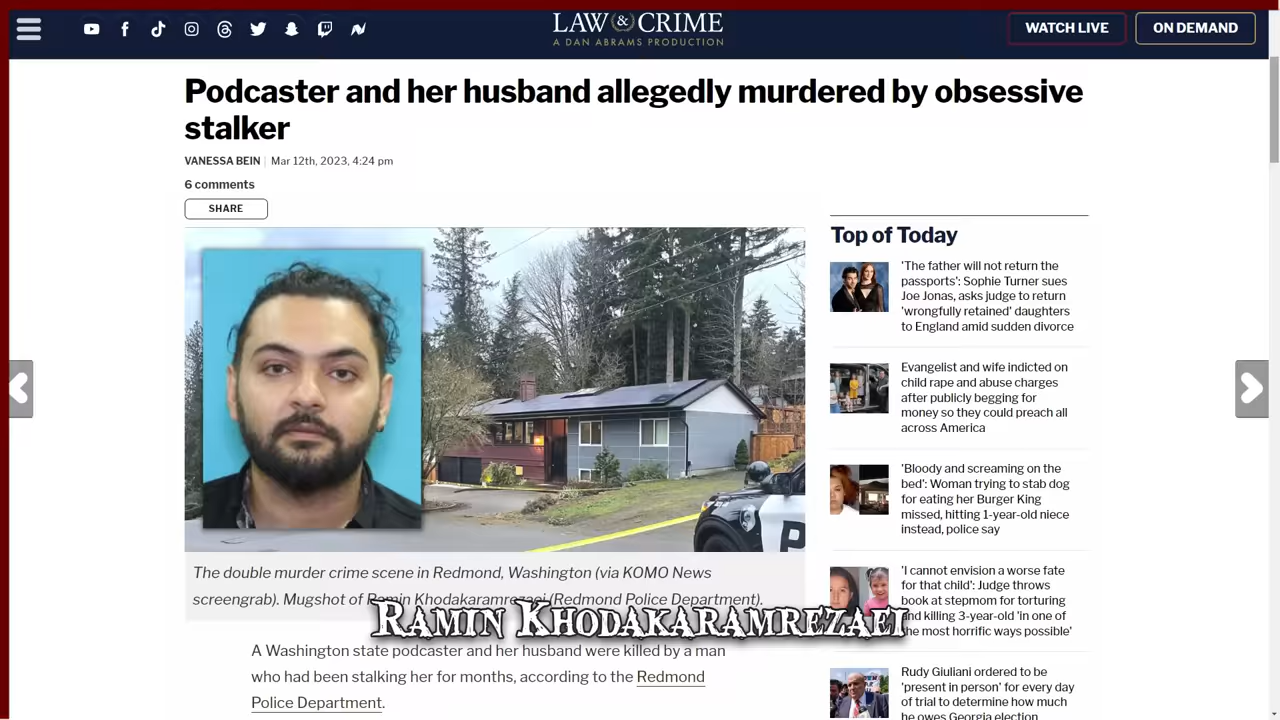 LAW & CRIME
A DAN ABRAMS PRODUCTION
WATCH LIVE
ON DEMAND
Podcaster and her husband allegedly murdered by obsessive
stalker
VANESSA BEIN | Mar 12th, 2023, 4:24 pm
6 comments
SHARE
The double murder crime scene in Redmond, Washington (via KOMO News
screengrab). Mugshot of Ramin Khodakaramrezaei (Redmond Police Department).
RAMIN KHODAKARAMREZAEI
A Washington state podcaster and her husband were killed by a man
who had been stalking her for months, according to the Redmond
Police Department.
Top of Today
'The father will not return the
passports': Sophie Turner sues
Joe Jonas, asks judge to return
'wrongfully retained' daughters
to England amid sudden divorce
Evangelist and wife indicted on
child rape and abuse charges
after publicly begging for
money so they could preach all
across America
'Bloody and screaming on the
bed': Woman trying to stab dog
for eating her Burger King
missed, hitting 1-year-old niece
instead, police say
'I cannot envision a worse fate
for that child': Judge throws
book at stepmom for torturing
and killing 3-year-old 'in one of
the most horrific ways possible'
Rudy Giuliani ordered to be
'present in person' for every day
of trial to determine how much
he owes Georgia election